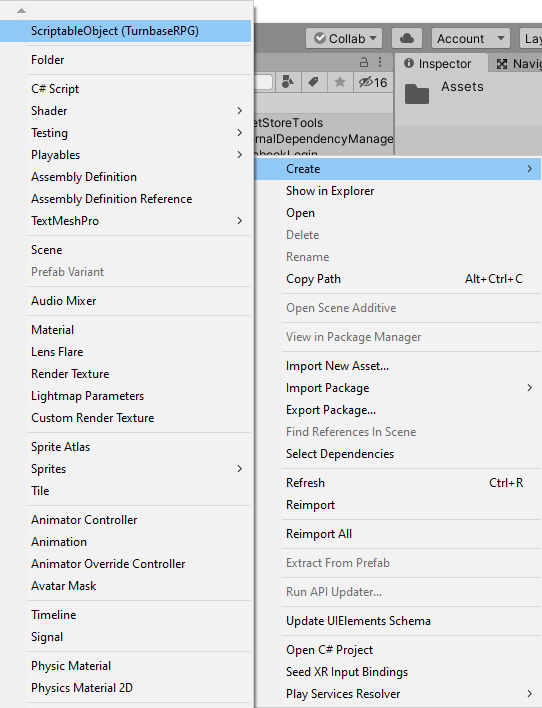 ScriptableObject (TurnbaseRPG)
Folder
C# Script
Shader
Testing
Playables
Assembly Definition
Assembly Definition Reference
TextMeshPro
Scene
Prefab Variant
Audio Mixer
Material
Lens Flare
Render Texture
Lightmap Parameters
Custom Render Texture
Sprite Atlas
Sprites
Tile
Animator Controller
Animation
Animator Override Controller
Avatar Mask
Timeline
Signal
Physic Material
Physics Material 2D
Collab
Account
Lay
Inspector
Navig
16
Assets
etStoreTools
ernalDependencyManage
Create
Show in Explorer
Open
Delete
Rename
Copy Path Alt+Ctrl+C
Open Scene Additive
View in Package Manager
Import New Asset...
Import Package
Export Package...
Find References In Scene
Select Dependencies
Refresh Ctrl+R
Reimport
Reimport All
Extract From Prefab
Run API Updater...
Update UIElements Schema
Open C# Project
Seed XR Input Bindings
Play Services Resolver